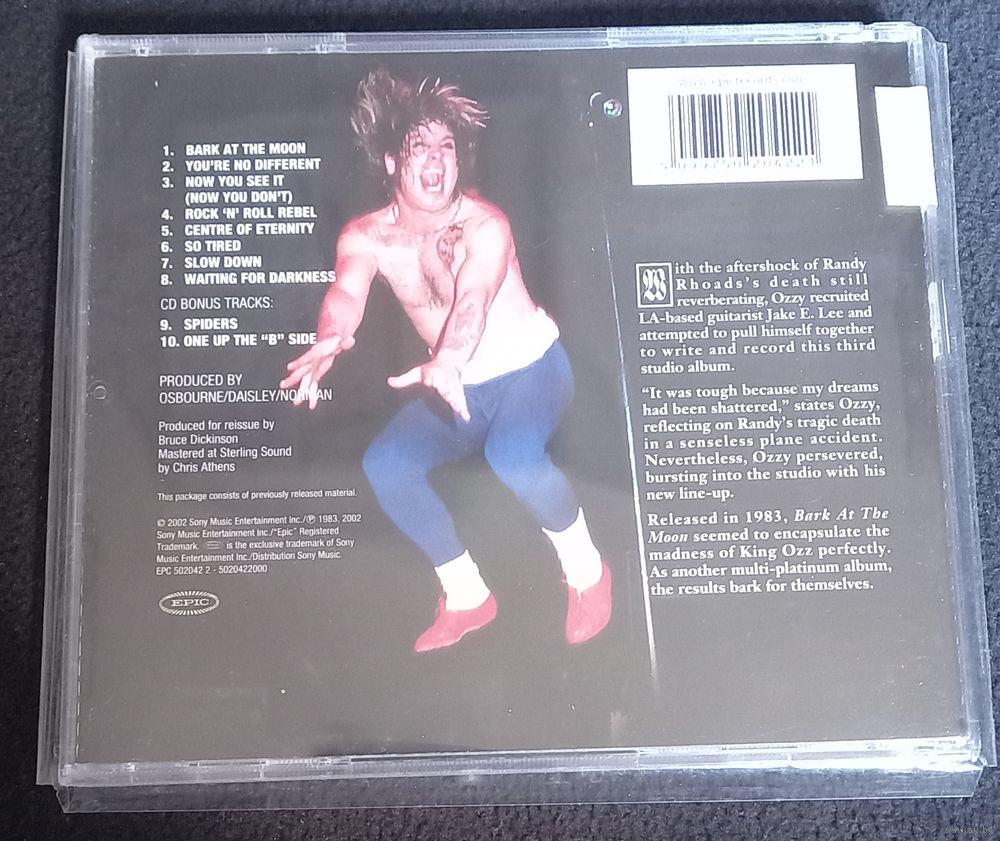 1. BARK AT THE MOON
2. YOU'RE NO DIFFERENT
3. NOW YOU SEE IT
(NOW YOU DON'T)
4. ROCK 'N' ROLL REBEL
5. CENTRE OF ETERNITY
6. SO TIRED
7. SLOW DOWN
8. WAITING FOR DARKNESS
CD BONUS TRACKS:
9. SPIDERS
10. ONE UP THE "B" SIDE
PRODUCED BY
OSBOURNE/DAISLEY/NORMAN
Produced for reissue by
Bruce Dickinson
Mastered at Sterling Sound
by Chris Athens
This package consists of previously released material.
© 2002 Sony Music Entertainment Inc./℗ 1983, 2002
Sony Music Entertainment Inc./"Epic" Registered
Trademark. is the exclusive trademark of Sony
Music Entertainment Inc./Distribution Sony Music.
EPC 502042 2 - 5020422000
EPIC
www.epicrecords.com
5 099750 204221
With the aftershock of Randy
Rhoads's death still
reverberating, Ozzy recruited
LA-based guitarist Jake E. Lee and
attempted to pull himself together
to write and record this third
studio album.
"It was tough because my dreams
had been shattered," states Ozzy,
reflecting on Randy's tragic death
in a senseless plane accident.
Nevertheless, Ozzy persevered,
bursting into the studio with his
new line-up.
Released in 1983, Bark At The
Moon seemed to encapsulate the
madness of King Ozz perfectly.
As another multi-platinum album,
the results bark for themselves.
www.ay.by